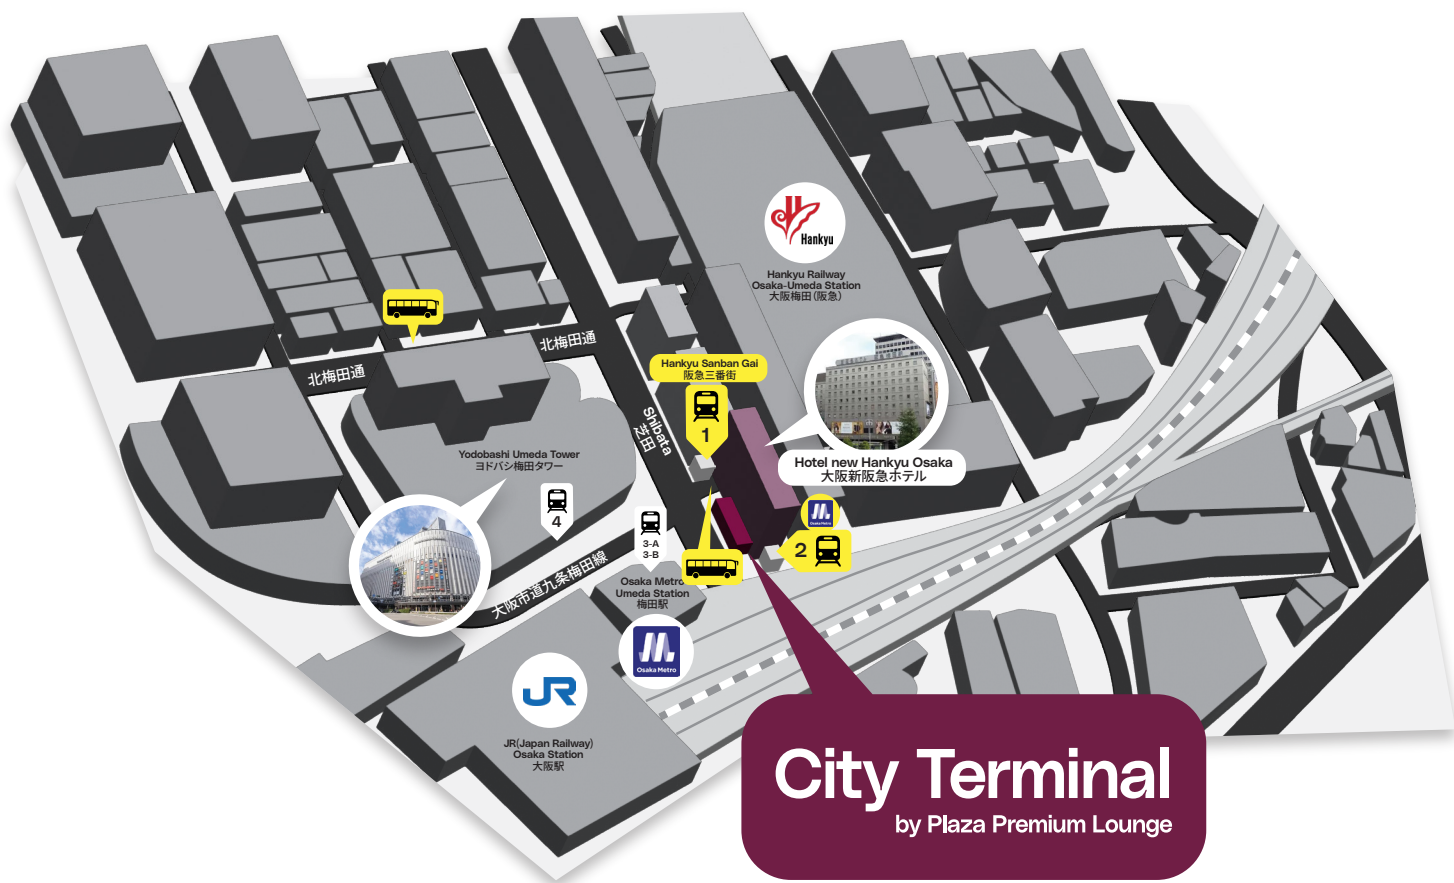 Hankyu
Hankyu Railway
Osaka-Umeda Station
大阪梅田（阪急）
北梅田通
北梅田通
Hankyu Sanban Gai
阪急三番街
1
Shibata
芝田
Yodobashi Umeda Tower
ヨドバシ梅田タワー
Hotel new Hankyu Osaka
大阪新阪急ホテル
4
3-A
3-B
Osaka Metro
2
大阪市道九条梅田線
Osaka Metro
Umeda Station
梅田駅
Osaka Metro
JR
JR(Japan Railway)
Osaka Station
大阪駅
City Terminal
by Plaza Premium Lounge